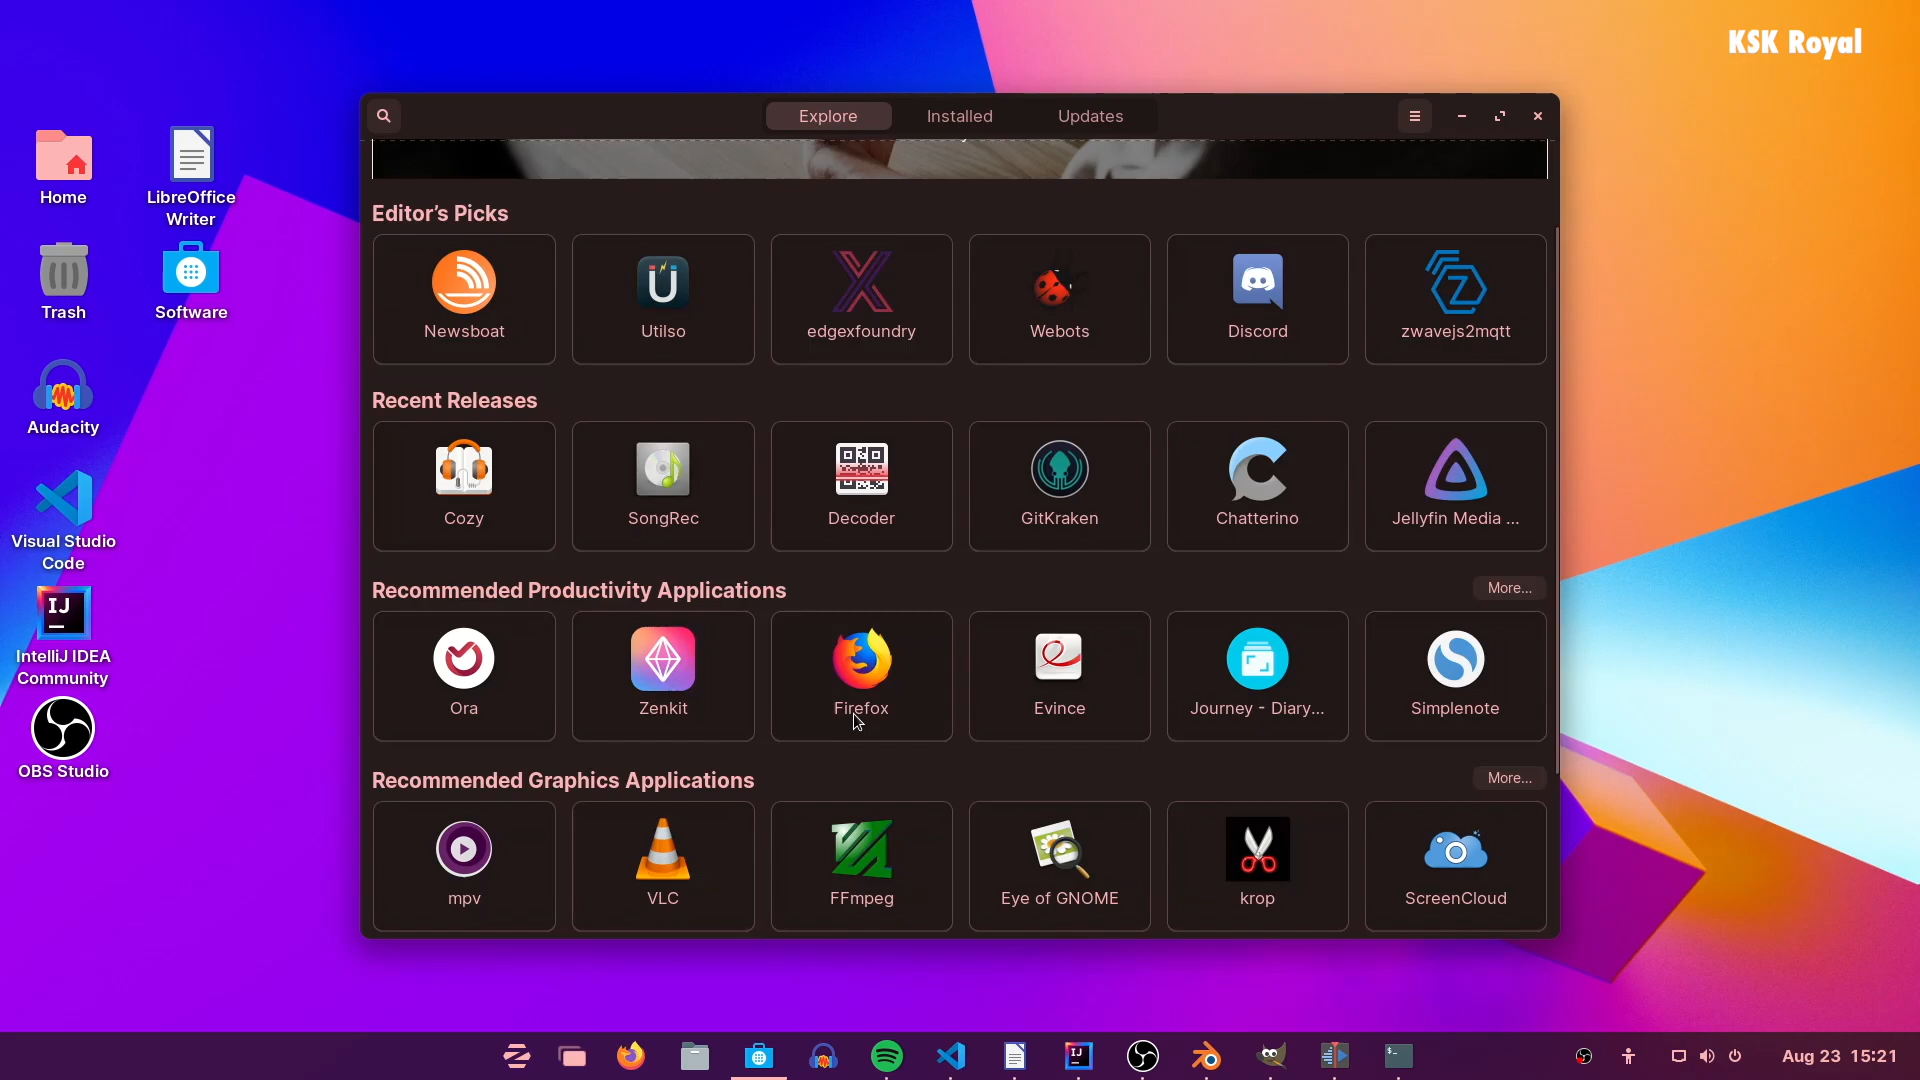 KSK Royal
Explore
Installed
Updates
Home
LibreOffice
Writer
Trash
Software
Audacity
Visual Studio
Code
IJ
IntelliJ IDEA
Community
OBS Studio
Editor’s Picks
Newsboat
Utilso
edgexfoundry
Webots
Discord
zwavejs2mqtt
Recent Releases
Cozy
SongRec
Decoder
GitKraken
Chatterino
Jellyfin Media ...
Recommended Productivity Applications
More...
Ora
Zenkit
Firefox
Evince
Journey - Diary...
Simplenote
Recommended Graphics Applications
More...
mpv
VLC
FFmpeg
Eye of GNOME
krop
ScreenCloud
IJ
Aug 23 15:21